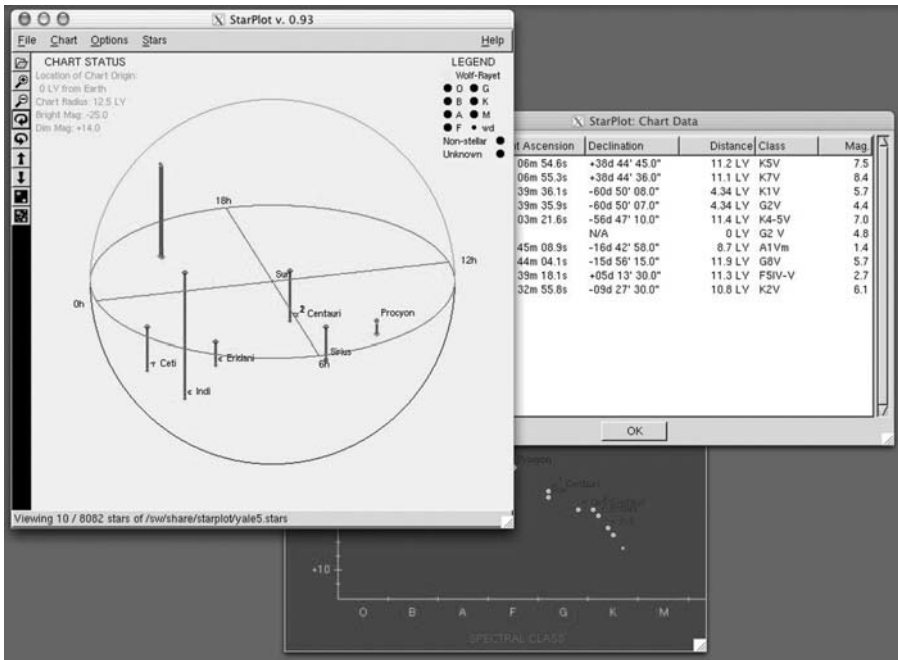 StarPlot v. 0.93
File Chart Options Stars Help
CHART STATUS
Location of Chart Origin:
0 LY from Earth
Chart Radius: 12.5 LY
Bright Mag: -25.0
Dim Mag: +14.0
LEGEND
Wolf-Rayet
O G
B K
A M
F wd
Non-stellar
Unknown
18h
12h
0h
6h
Sun
2 Centauri
Procyon
Sirius
τ Ceti
ε Eridani
ε Indi
Viewing 10 / 8082 stars of /sw/share/starplot/yale5.stars
StarPlot: Chart Data
t Ascension Declination Distance Class Mag.
06m 54.6s +38d 44' 45.0" 11.2 LY K5V 7.5
06m 55.3s +38d 44' 36.0" 11.1 LY K7V 8.4
39m 36.1s -60d 50' 08.0" 4.34 LY K1V 5.7
39m 35.9s -60d 50' 07.0" 4.34 LY G2V 4.4
03m 21.6s -56d 47' 10.0" 11.4 LY K4-5V 7.0
N/A 0 LY G2 V 4.8
45m 08.9s -16d 42' 58.0" 8.7 LY A1Vm 1.4
44m 04.1s -15d 56' 15.0" 11.9 LY G8V 5.7
39m 18.1s +05d 13' 30.0" 11.3 LY F5IV-V 2.7
32m 55.8s -09d 27' 30.0" 10.8 LY K2V 6.1
OK
Procyon
Centauri
+10
O B A F G K M
SPECTRAL CLASS